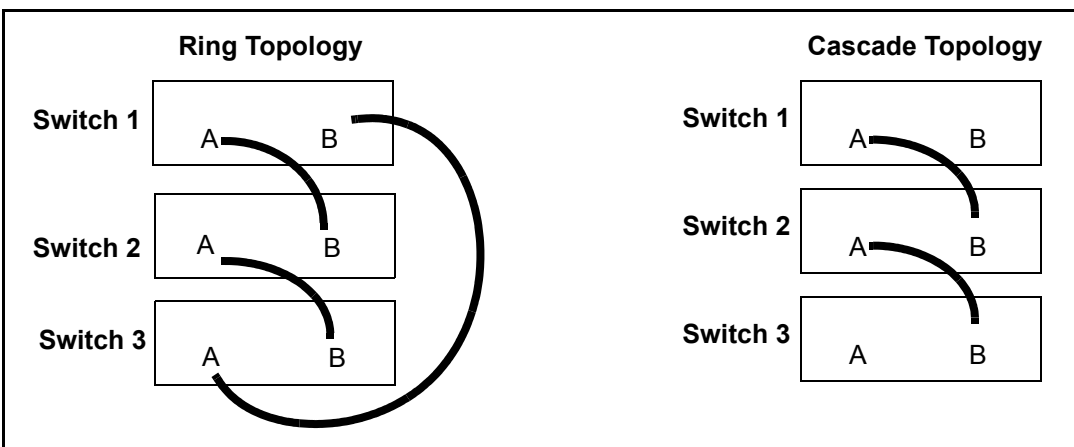 Ring Topology
Switch 1
A B
Switch 2
A B
Switch 3
A B
Cascade Topology
Switch 1
A B
Switch 2
A B
Switch 3
A B